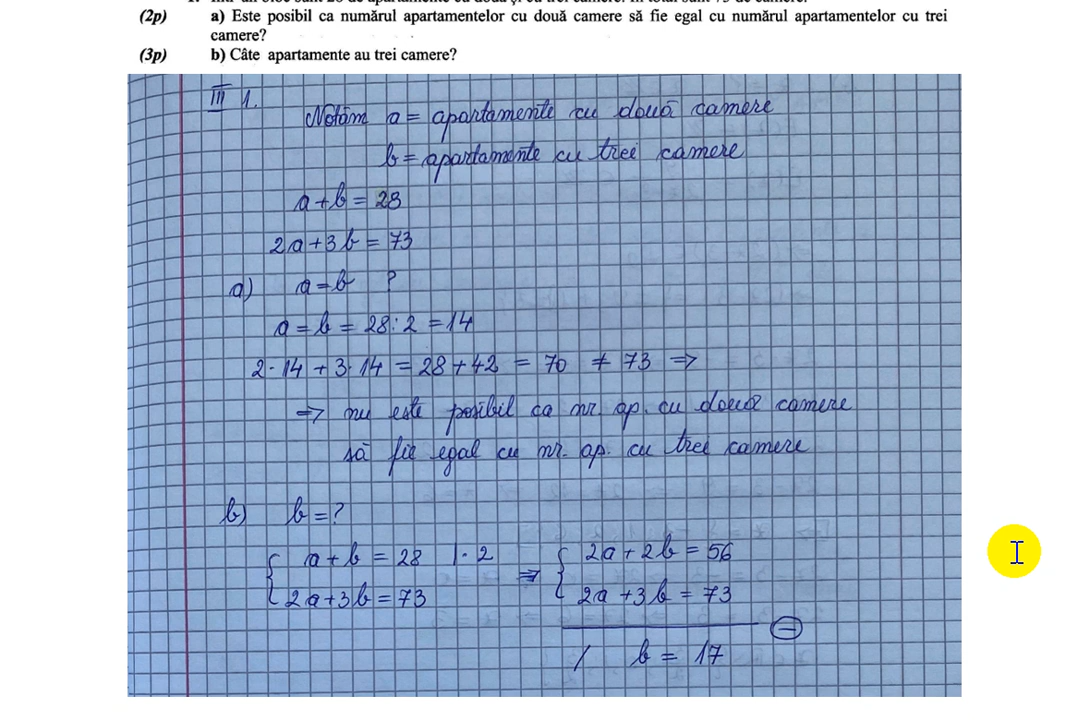 (2p) a) Este posibil ca numărul apartamentelor cu două camere să fie egal cu numărul apartamentelor cu trei
camere?
(3p) b) Câte apartamente au trei camere?
III 1. Notăm a = apartamente cu două camere
b = apartamente cu trei camere
a + b = 28
2a + 3b = 73
a) a = b ?
a = b = 28 : 2 = 14
2 · 14 + 3 · 14 = 28 + 42 = 70 ≠ 73 ⇒
⇒ nu este posibil ca nr. ap. cu două camere
să fie egal cu nr. ap. cu trei camere
b) b = ?
{ a + b = 28 | · 2 ⇒ { 2a + 2b = 56
{ 2a + 3b = 73 { 2a + 3b = 73
/ b = 17 ⊖